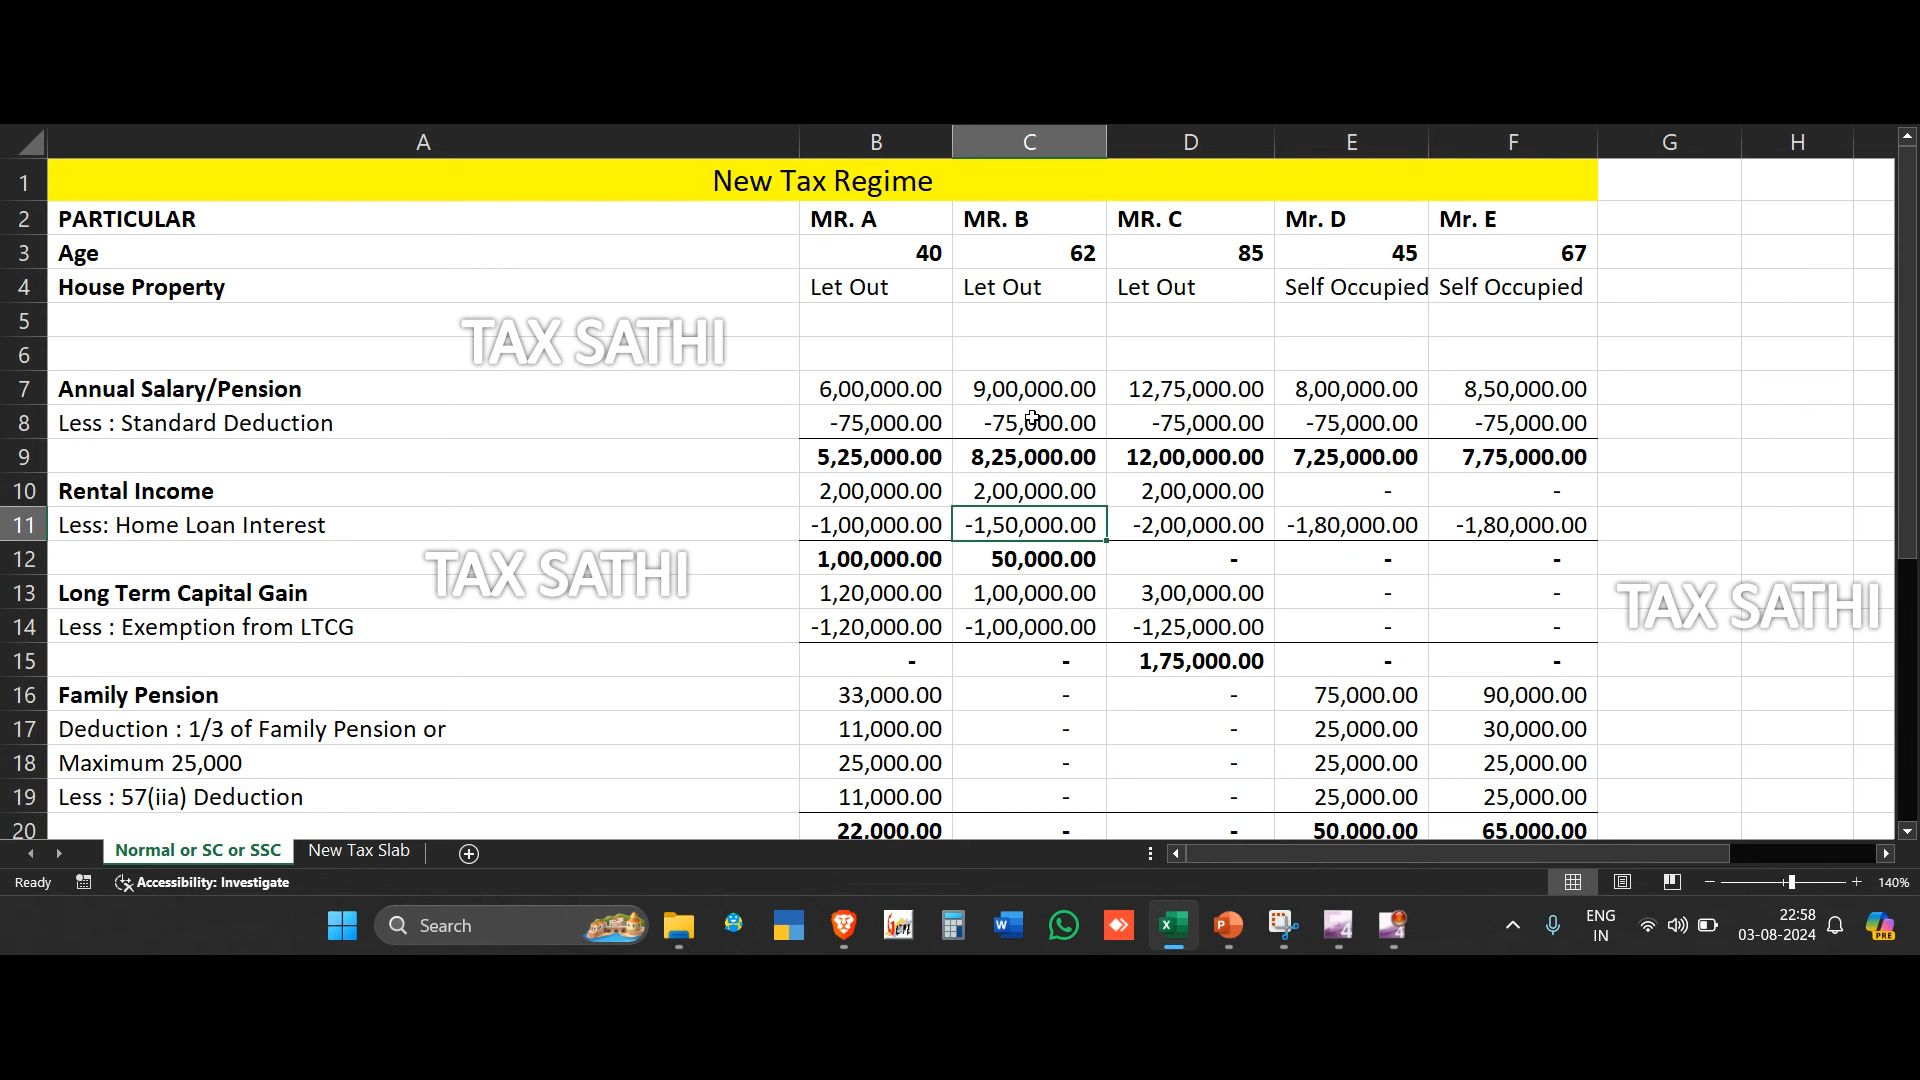 A B C D E F G H
1 New Tax Regime
2 PARTICULAR MR. A MR. B MR. C Mr. D Mr. E
3 Age 40 62 85 45 67
4 House Property Let Out Let Out Let Out Self Occupied Self Occupied
5 TAX SATHI
6
7 Annual Salary/Pension 6,00,000.00 9,00,000.00 12,75,000.00 8,00,000.00 8,50,000.00
8 Less : Standard Deduction -75,000.00 -75,000.00 -75,000.00 -75,000.00 -75,000.00
9 5,25,000.00 8,25,000.00 12,00,000.00 7,25,000.00 7,75,000.00
10 Rental Income 2,00,000.00 2,00,000.00 2,00,000.00 - -
11 Less: Home Loan Interest -1,00,000.00 -1,50,000.00 -2,00,000.00 -1,80,000.00 -1,80,000.00
12 1,00,000.00 50,000.00 - - -
TAX SATHI
13 Long Term Capital Gain 1,20,000.00 1,00,000.00 3,00,000.00 - -
TAX SATHI
14 Less : Exemption from LTCG -1,20,000.00 -1,00,000.00 -1,25,000.00 - -
15 - - 1,75,000.00 - -
16 Family Pension 33,000.00 - - 75,000.00 90,000.00
17 Deduction : 1/3 of Family Pension or 11,000.00 - - 25,000.00 30,000.00
18 Maximum 25,000 25,000.00 - - 25,000.00 25,000.00
19 Less : 57(iia) Deduction 11,000.00 - - 25,000.00 25,000.00
20 22,000.00 - - 50,000.00 65,000.00
Normal or SC or SSC New Tax Slab
Ready Accessibility: Investigate 140%
Search Gen W X P 4 4 ENG IN 22:58 03-08-2024 PRE